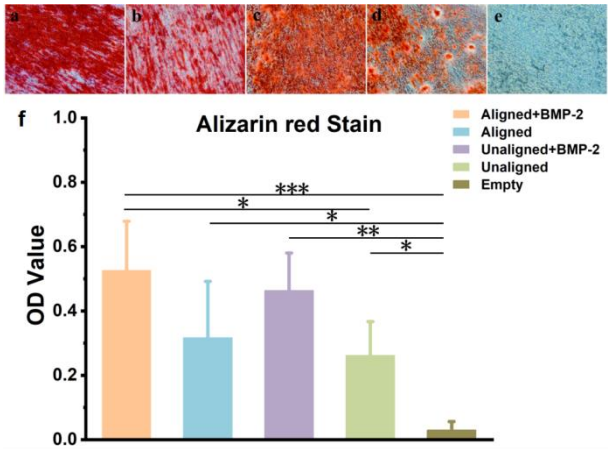 a b c d e
f
Alizarin red Stain
Aligned+BMP-2
Aligned
Unaligned+BMP-2
Unaligned
Empty
OD Value
1.0
0.8
0.6
0.4
0.2
0.0
***
*
*
**
*